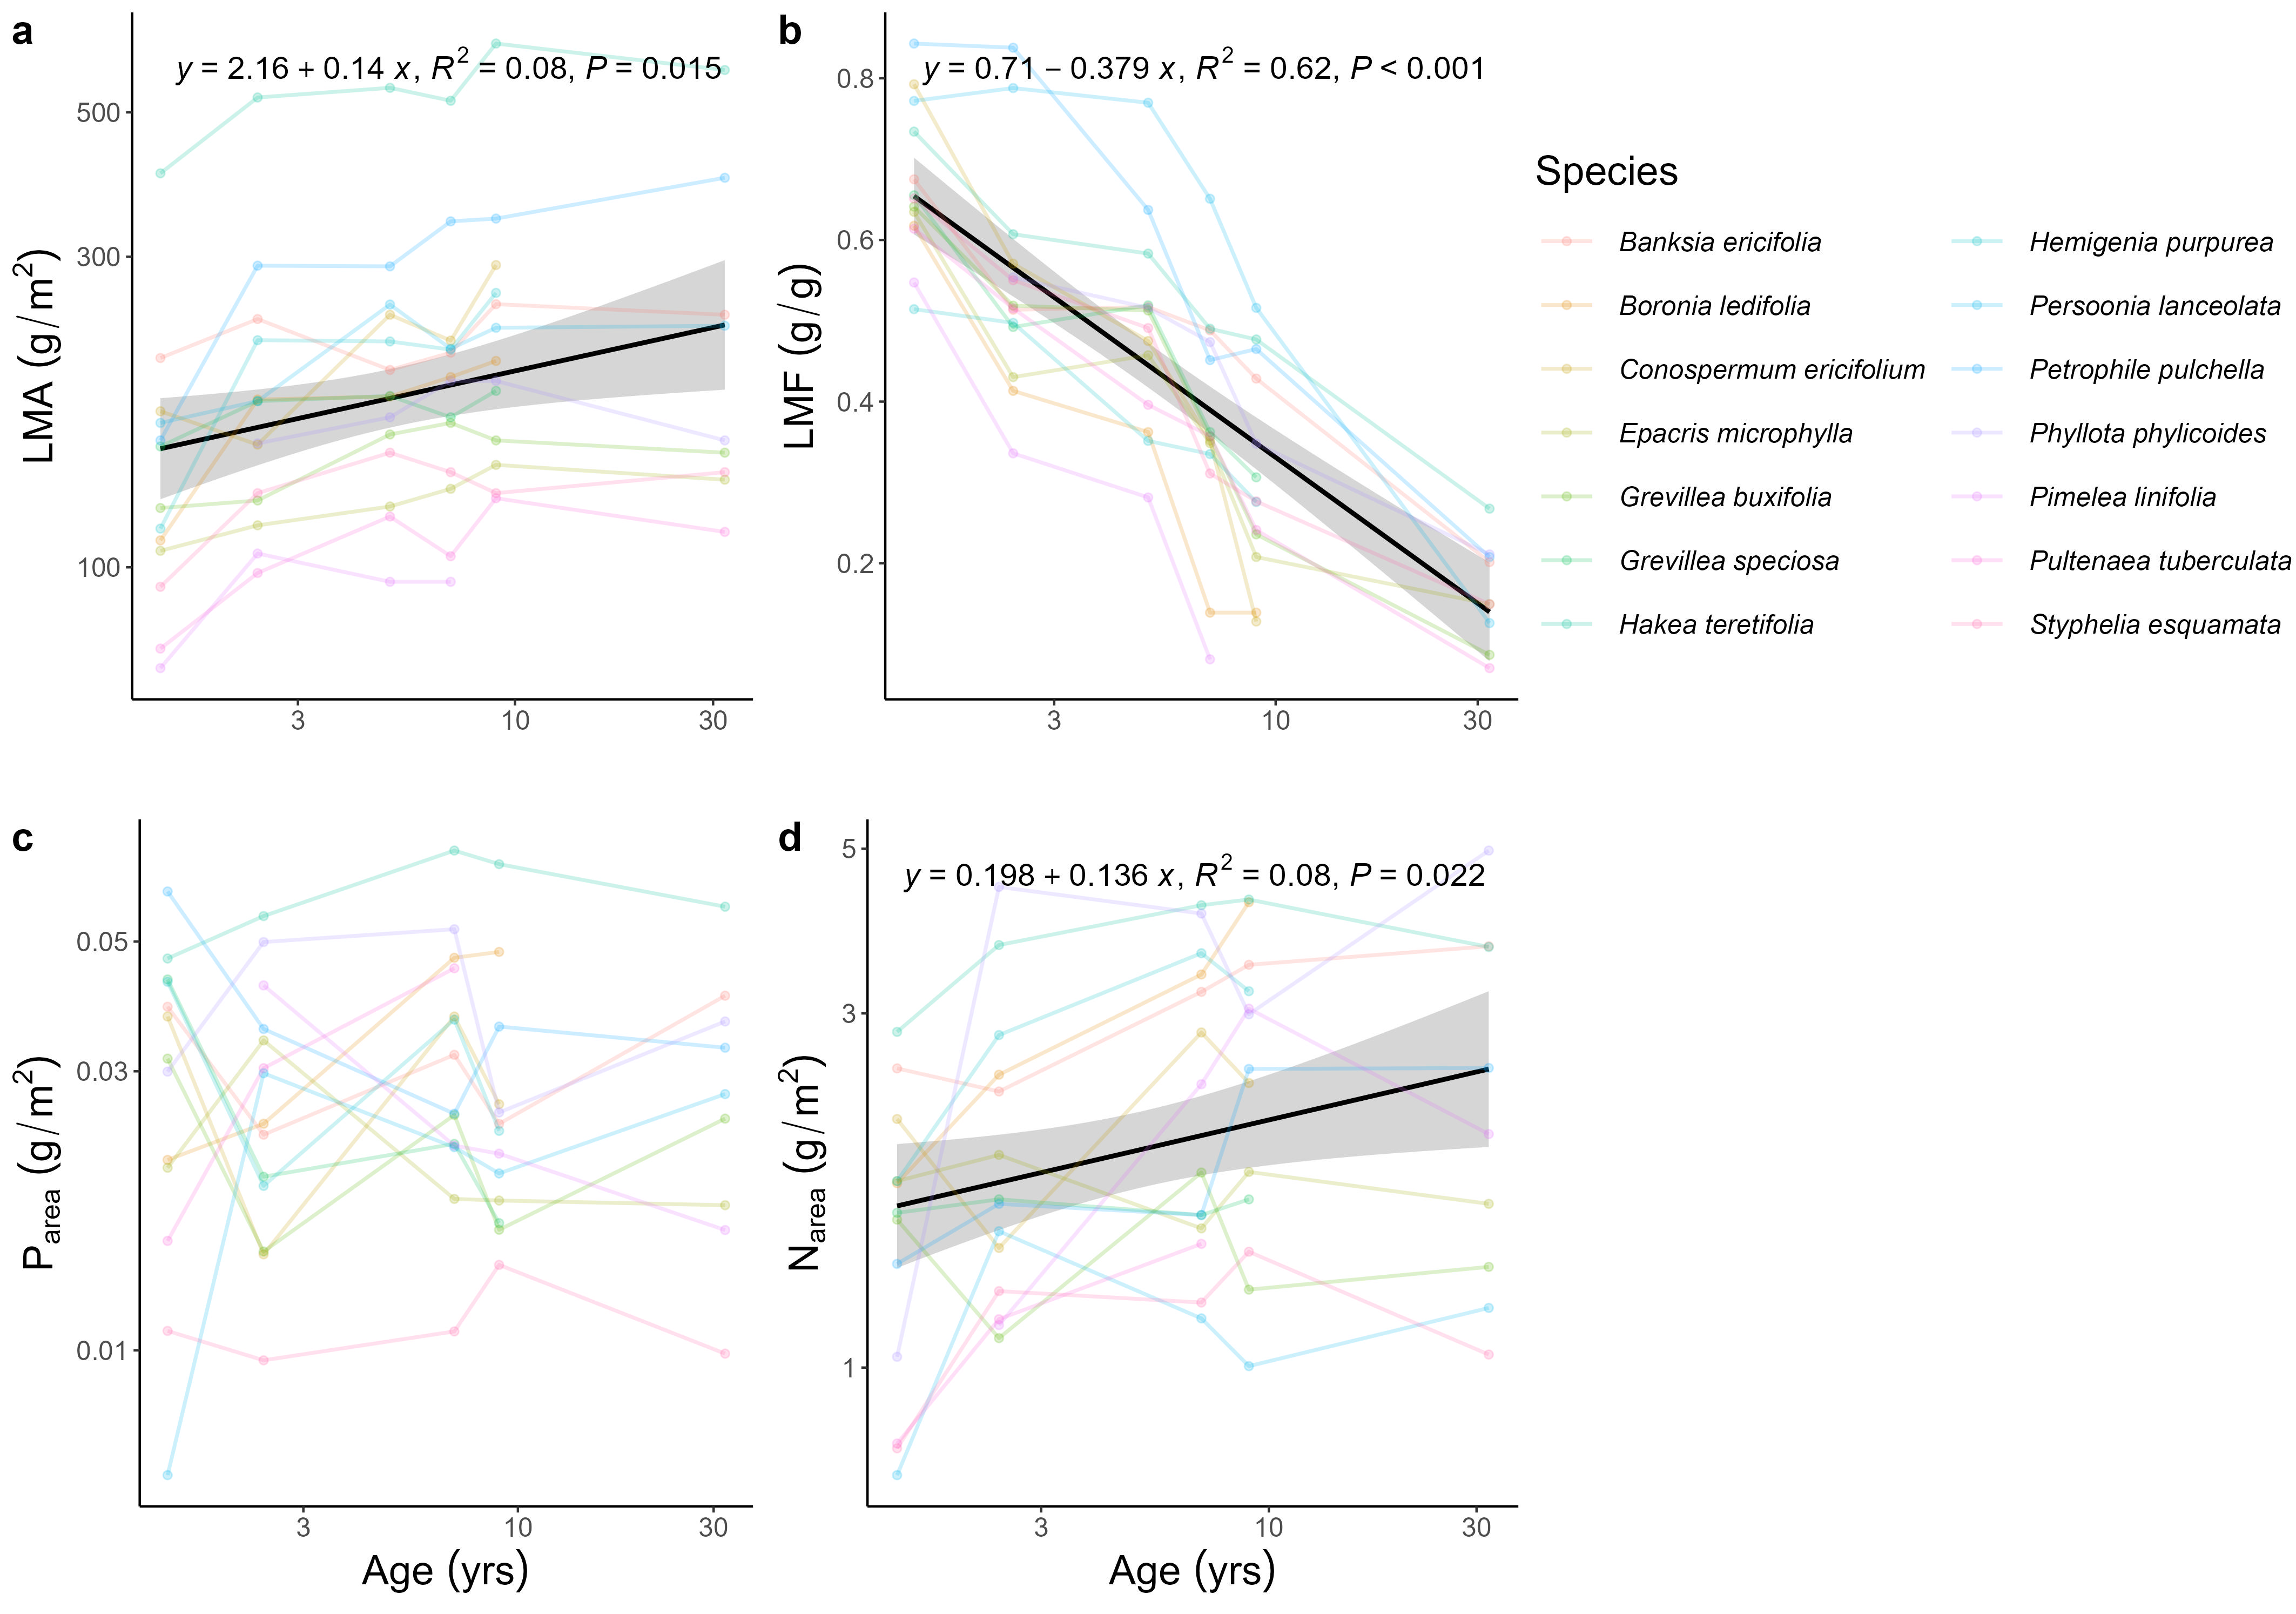 a
y = 2.16 + 0.14 x, R² = 0.08, P = 0.015
500
300
100
LMA (g/m²)
3 10 30
b
y = 0.71 − 0.379 x, R² = 0.62, P < 0.001
0.8
0.6
0.4
0.2
LMF (g/g)
3 10 30
Species
Banksia ericifolia
Boronia ledifolia
Conospermum ericifolium
Epacris microphylla
Grevillea buxifolia
Grevillea speciosa
Hakea teretifolia
Hemigenia purpurea
Persoonia lanceolata
Petrophile pulchella
Phyllota phylicoides
Pimelea linifolia
Pultenaea tuberculata
Styphelia esquamata
c
0.05
0.03
0.01
Parea (g/m²)
3 10 30
Age (yrs)
d
y = 0.198 + 0.136 x, R² = 0.08, P = 0.022
5
3
1
Narea (g/m²)
3 10 30
Age (yrs)